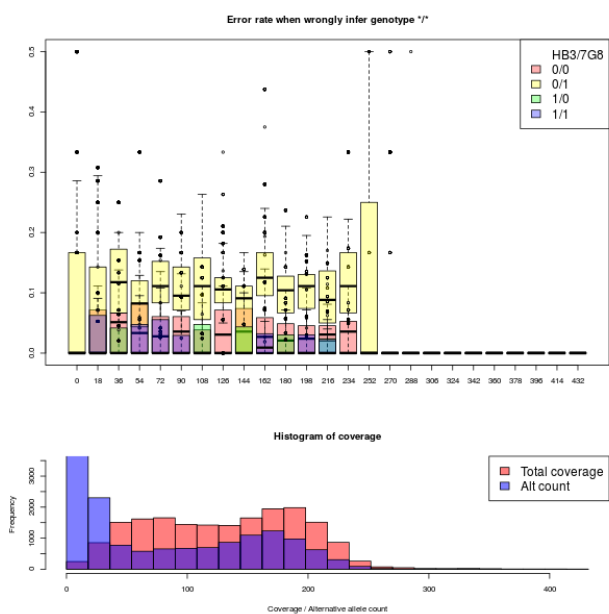 Error rate when wrongly infer genotype */*
HB3/7G8
0/0
0/1
1/0
1/1
0.5
0.4
0.3
0.2
0.1
0.0
0 18 36 54 72 90 108 126 144 162 180 198 216 234 252 270 288 306 324 342 360 378 396 414 432
Histogram of coverage
Total coverage
Alt count
Frequency
3000
2000
1000
0
0 100 200 300 400
Coverage / Alternative allele count